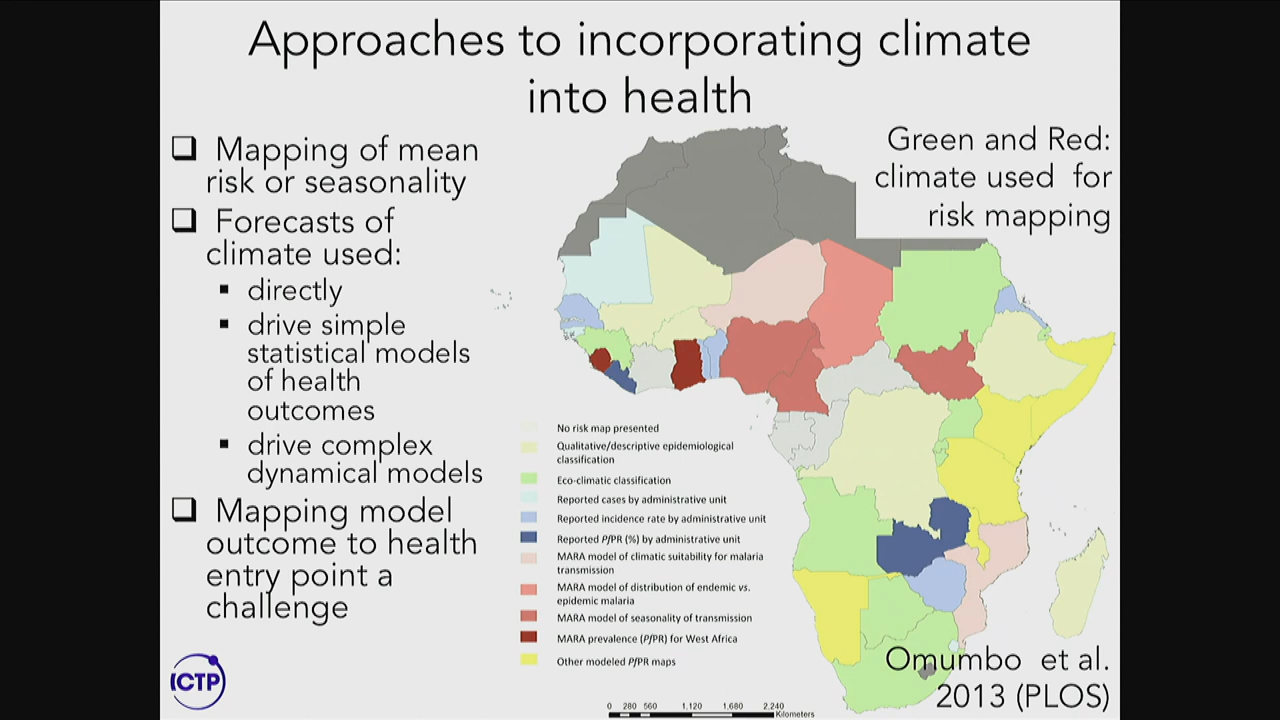 Approaches to incorporating climate
into health
❑ Mapping of mean
risk or seasonality
❑ Forecasts of
climate used:
▪ directly
▪ drive simple
statistical models
of health
outcomes
▪ drive complex
dynamical models
❑ Mapping model
outcome to health
entry point a
challenge
Green and Red:
climate used for
risk mapping
No risk map presented
Qualitative/descriptive epidemiological
classification
Eco-climatic classification
Reported cases by administrative unit
Reported incidence rate by administrative unit
Reported PfPR (%) by administrative unit
MARA model of climatic suitability for malaria
transmission
MARA model of distribution of endemic vs.
epidemic malaria
MARA model of seasonality of transmission
MARA prevalence (PfPR) for West Africa
Other modeled PfPR maps
Omumbo et al.
2013 (PLOS)
ICTP
0 280 560 1,120 1,680 2,240
Kilometers